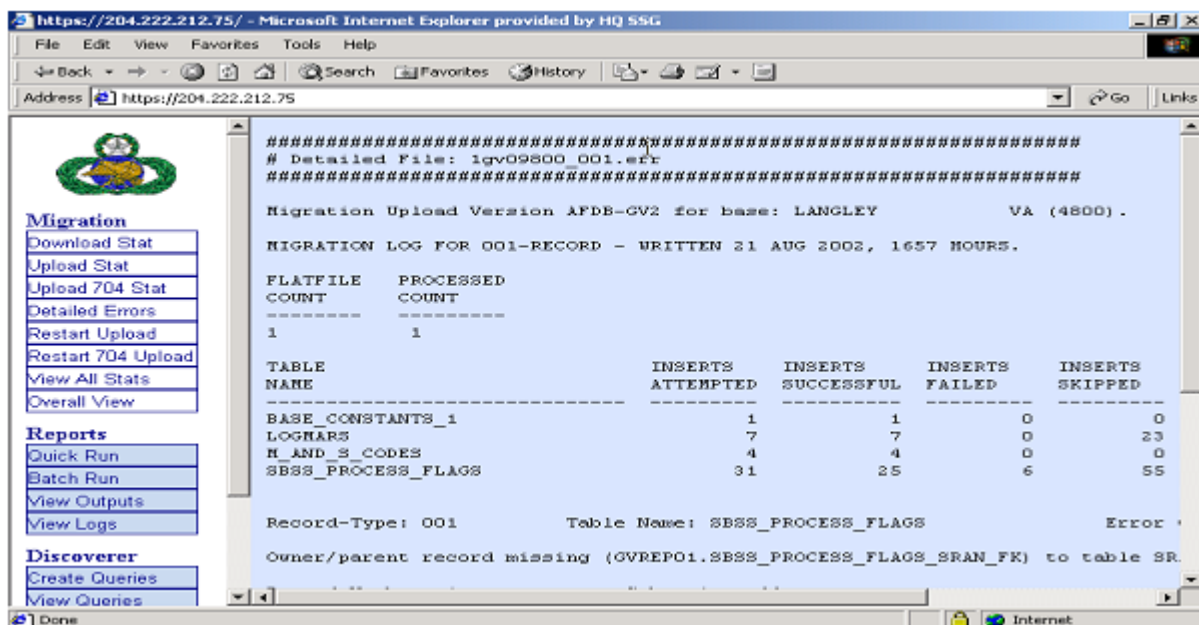 https://204.222.212.75/ - Microsoft Internet Explorer provided by HQ SSG
File Edit View Favorites Tools Help
Back Search Favorites History
Address https://204.222.212.75 Go Links
Migration
Download Stat
Upload Stat
Upload 704 Stat
Detailed Errors
Restart Upload
Restart 704 Upload
View All Stats
Overall View
Reports
Quick Run
Batch Run
View Outputs
View Logs
Discoverer
Create Queries
View Queries
####################################################################
# Detailed File: 1gv09800_001.err
####################################################################
Migration Upload Version AFDB-GV2 for base: LANGLEY VA (4800).
MIGRATION LOG FOR 001-RECORD - WRITTEN 21 AUG 2002, 1657 HOURS.
FLATFILE PROCESSED
COUNT COUNT
-------- ---------
1 1
TABLE INSERTS INSERTS INSERTS INSERTS
NAME ATTEMPTED SUCCESSFUL FAILED SKIPPED
------------------------------ --------- ---------- --------- ---------
BASE_CONSTANTS_1 1 1 0 0
LOGMARS 7 7 0 23
M_AND_S_CODES 4 4 0 0
SBSS_PROCESS_FLAGS 31 25 6 55
Record-Type: 001 Table Name: SBSS_PROCESS_FLAGS Error
Owner/parent record missing (GVREP01.SBSS_PROCESS_FLAGS_SRAN_FK) to table SR
Done Internet